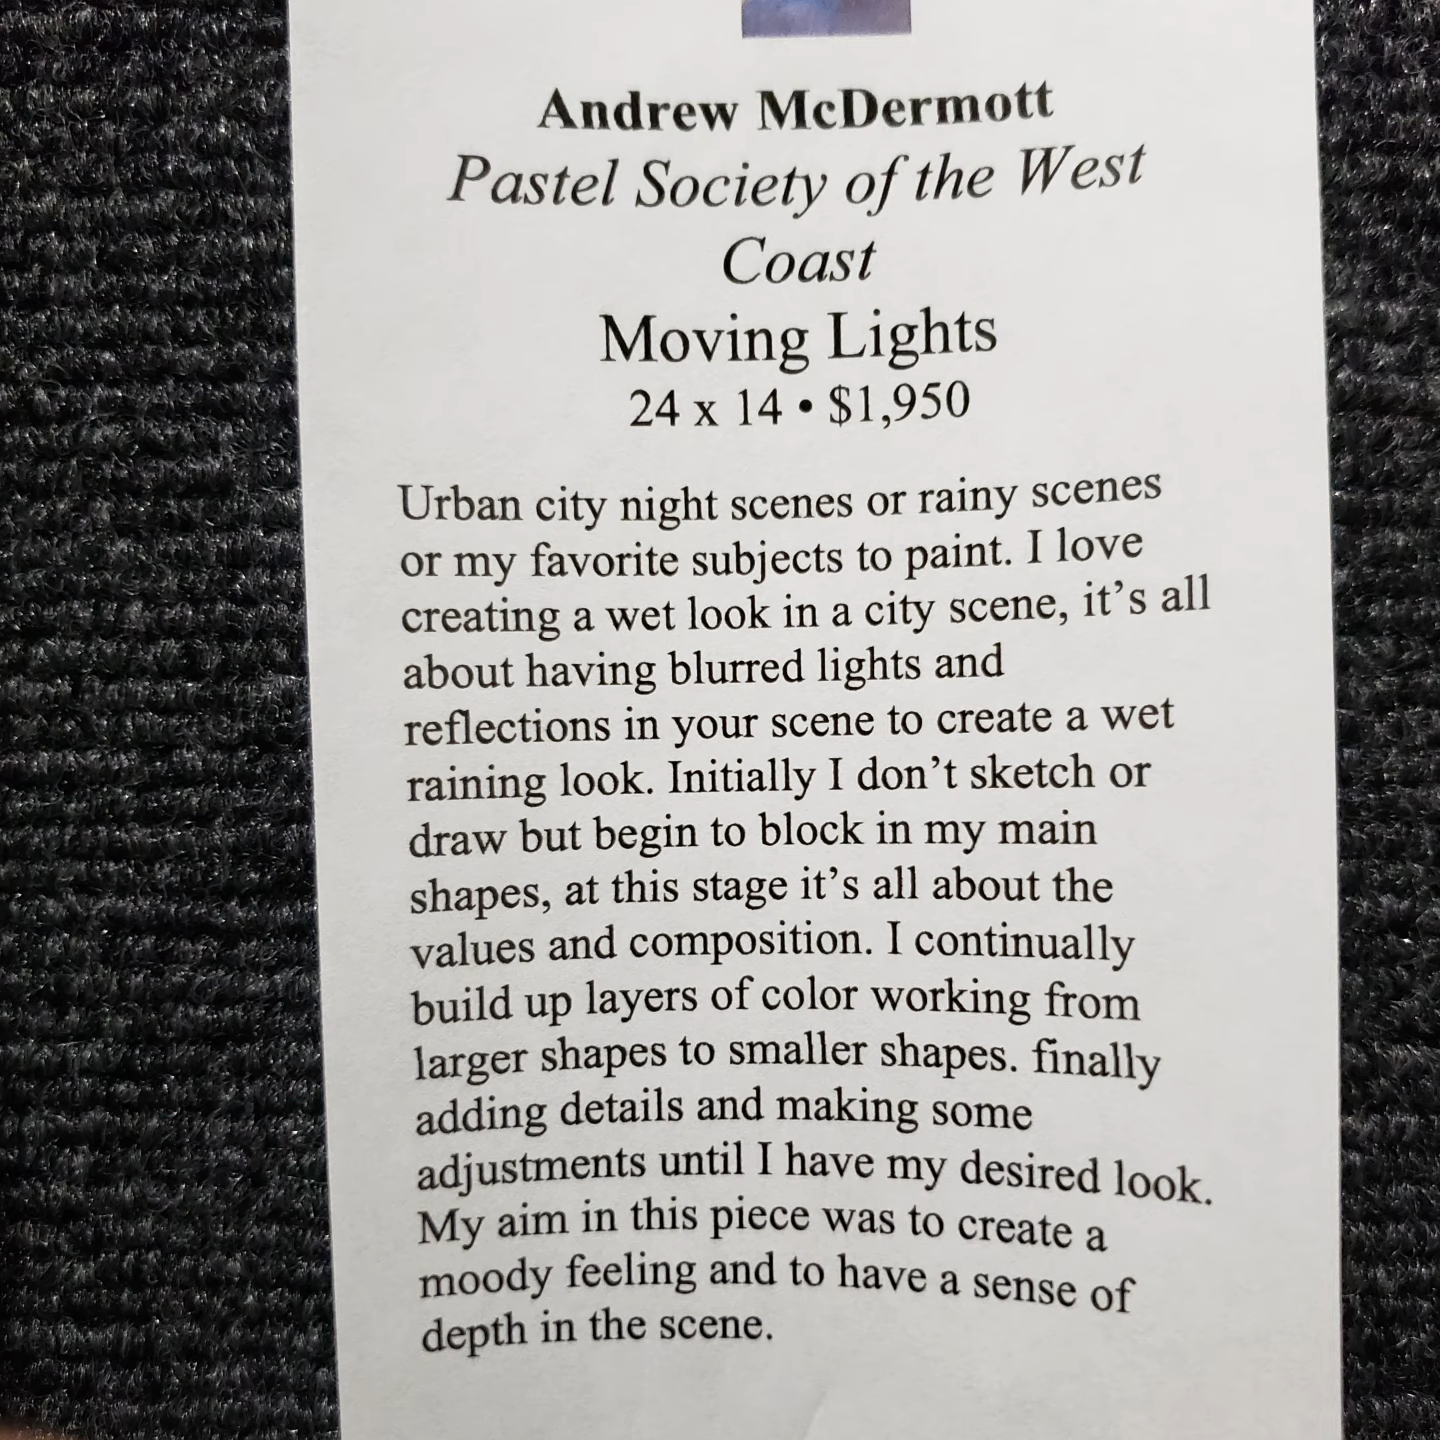 Andrew McDermott
Pastel Society of the West
Coast
Moving Lights
24 x 14 • $1,950
Urban city night scenes or rainy scenes
or my favorite subjects to paint. I love
creating a wet look in a city scene, it’s all
about having blurred lights and
reflections in your scene to create a wet
raining look. Initially I don’t sketch or
draw but begin to block in my main
shapes, at this stage it’s all about the
values and composition. I continually
build up layers of color working from
larger shapes to smaller shapes. finally
adding details and making some
adjustments until I have my desired look.
My aim in this piece was to create a
moody feeling and to have a sense of
depth in the scene.